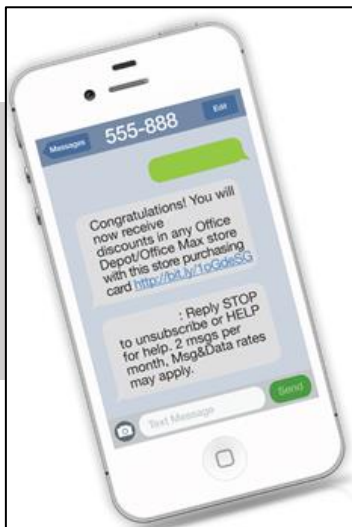 Messages
555-888
Edit
Congratulations! You will
now receive
discounts in any Office
Depot/Office Max store
with this store purchasing
card http://bit.ly/1oGdeSG
: Reply STOP
to unsubscribe or HELP
for help, 2 msgs per
month, Msg&Data rates
may apply.
Text Message
Send